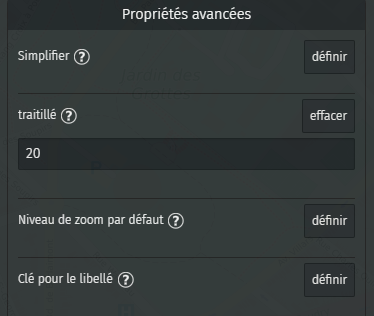 Propriétés avancées
Simplifier ? définir
traitillé ? effacer
20
Niveau de zoom par défaut ? définir
Clé pour le libellé ? définir